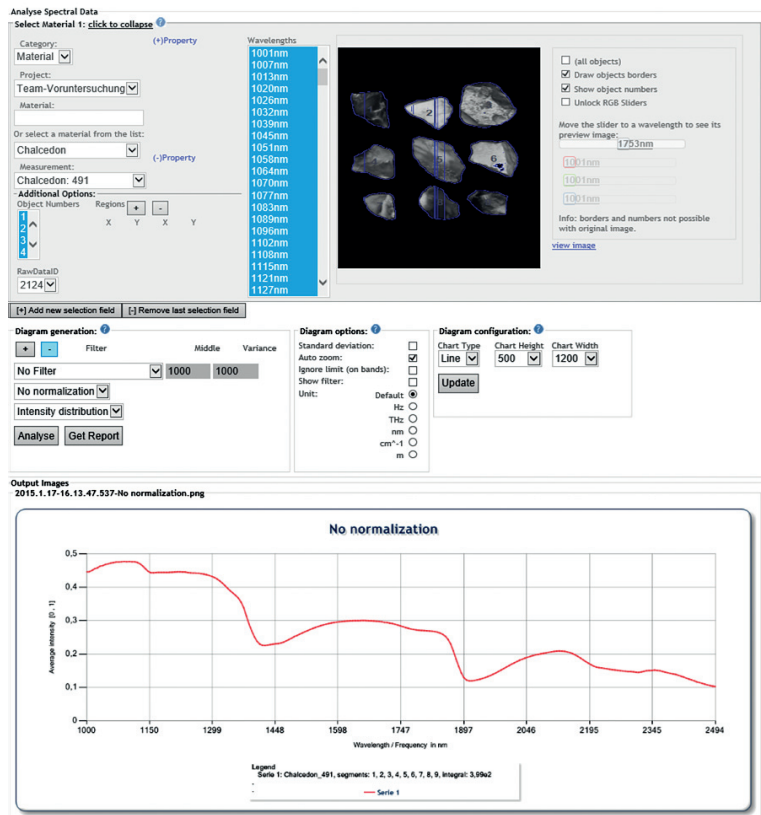 Analyse Spectral Data
Select Material 1: click to collapse ?
Category:
Material
(+)Property
Project:
Team-Voruntersuchung
Material:
Or select a material from the list:
Chalcedon
(-)Property
Measurement:
Chalcedon: 491
Additional Options:
Object Numbers Regions + -
X Y X Y
1
2
3
4
RawDataID
2124
Wavelengths
1001nm
1007nm
1013nm
1020nm
1026nm
1032nm
1039nm
1045nm
1051nm
1058nm
1064nm
1070nm
1077nm
1083nm
1089nm
1096nm
1102nm
1108nm
1115nm
1121nm
1127nm
2
5
6
(all objects)
Draw objects borders
Show object numbers
Unlock RGB Sliders
Move the slider to a wavelength to see its
preview image:
1753nm
1001nm
1001nm
1001nm
Info: borders and numbers not possible
with original image.
view image
[+] Add new selection field [-] Remove last selection field
Diagram generation: ?
+ - Filter Middle Variance
No Filter 1000 1000
No normalization
Intensity distribution
Analyse Get Report
Diagram options: ?
Standard deviation:
Auto zoom:
Ignore limit (on bands):
Show filter:
Unit: Default
Hz
THz
nm
cm^-1
m
Diagram configuration: ?
Chart Type Chart Height Chart Width
Line 500 1200
Update
Output Images
2015.1.17-16.13.47.537-No normalization.png
No normalization
Average intensity [0 , 1]
0,5
0,4
0,3
0,2
0,1
0
1000 1150 1299 1448 1598 1747 1897 2046 2195 2345 2494
Wavelength / Frequency in nm
Legend
Serie 1: Chalcedon_491, segments: 1, 2, 3, 4, 5, 6, 7, 8, 9, integral: 3,99e2
-
-
Serie 1